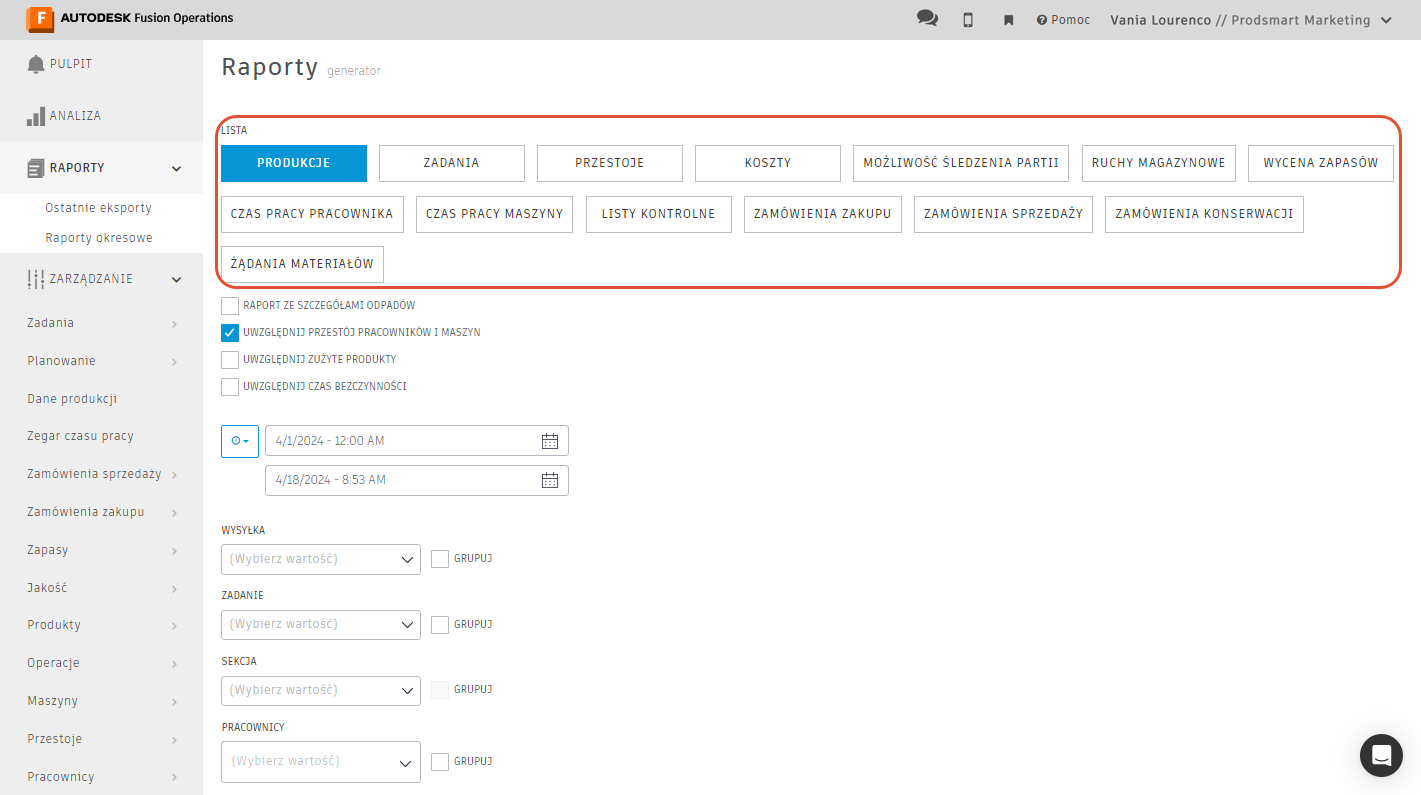 F AUTODESK Fusion Operations
Pomoc
Vania Lourenco // Prodsmart Marketing
PULPIT
ANALIZA
RAPORTY
Ostatnie eksporty
Raporty okresowe
ZARZĄDZANIE
Zadania
Planowanie
Dane produkcji
Zegar czasu pracy
Zamówienia sprzedaży
Zamówienia zakupu
Zapasy
Jakość
Produkty
Operacje
Maszyny
Przestoje
Pracownicy
Raporty generator
LISTA
PRODUKCJE ZADANIA PRZESTOJE KOSZTY MOŻLIWOŚĆ ŚLEDZENIA PARTII RUCHY MAGAZYNOWE WYCENA ZAPASÓW
CZAS PRACY PRACOWNIKA CZAS PRACY MASZYNY LISTY KONTROLNE ZAMÓWIENIA ZAKUPU ZAMÓWIENIA SPRZEDAŻY ZAMÓWIENIA KONSERWACJI
ŻĄDANIA MATERIAŁÓW
RAPORT ZE SZCZEGÓŁAMI ODPADÓW
UWZGLĘDNIJ PRZESTÓJ PRACOWNIKÓW I MASZYN
UWZGLĘDNIJ ZUŻYTE PRODUKTY
UWZGLĘDNIJ CZAS BEZCZYNNOŚCI
4/1/2024 - 12:00 AM
4/18/2024 - 8:53 AM
WYSYŁKA
(Wybierz wartość) GRUPUJ
ZADANIE
(Wybierz wartość) GRUPUJ
SEKCJA
(Wybierz wartość) GRUPUJ
PRACOWNICY
(Wybierz wartość) GRUPUJ